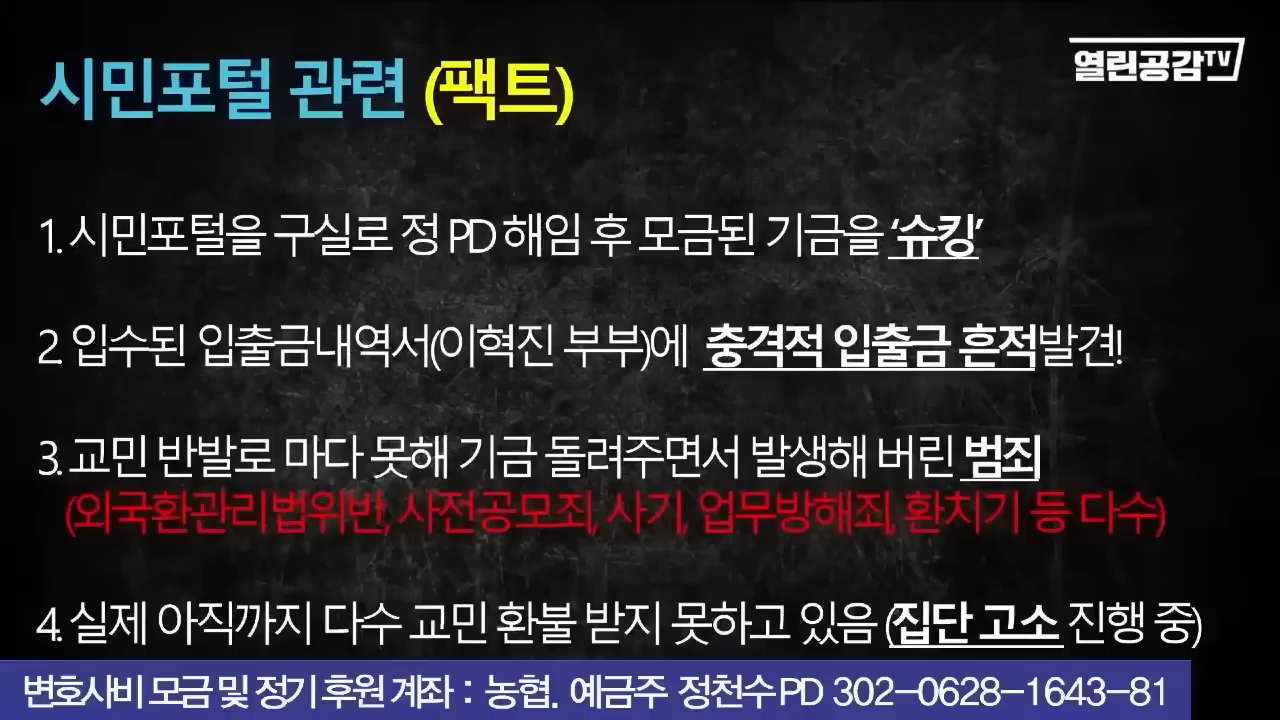 시민포털 관련 (팩트)
열린공감TV
1. 시민포털을 구실로 정 PD 해임 후 모금된 기금을 ‘슈킹’
2. 입수된 입출금내역서(이혁진 부부)에 충격적 입출금 흔적발견!
3. 교민 반발로 마다 못해 기금 돌려주면서 발생해 버린 범죄
(외국환관리법위반, 사전공모죄, 사기, 업무방해죄, 환치기 등 다수)
4. 실제 아직까지 다수 교민 환불 받지 못하고 있음 (집단 고소 진행 중)
변호사비 모금 및 정기 후원 계좌 : 농협. 예금주 정천수PD 302-0628-1643-81